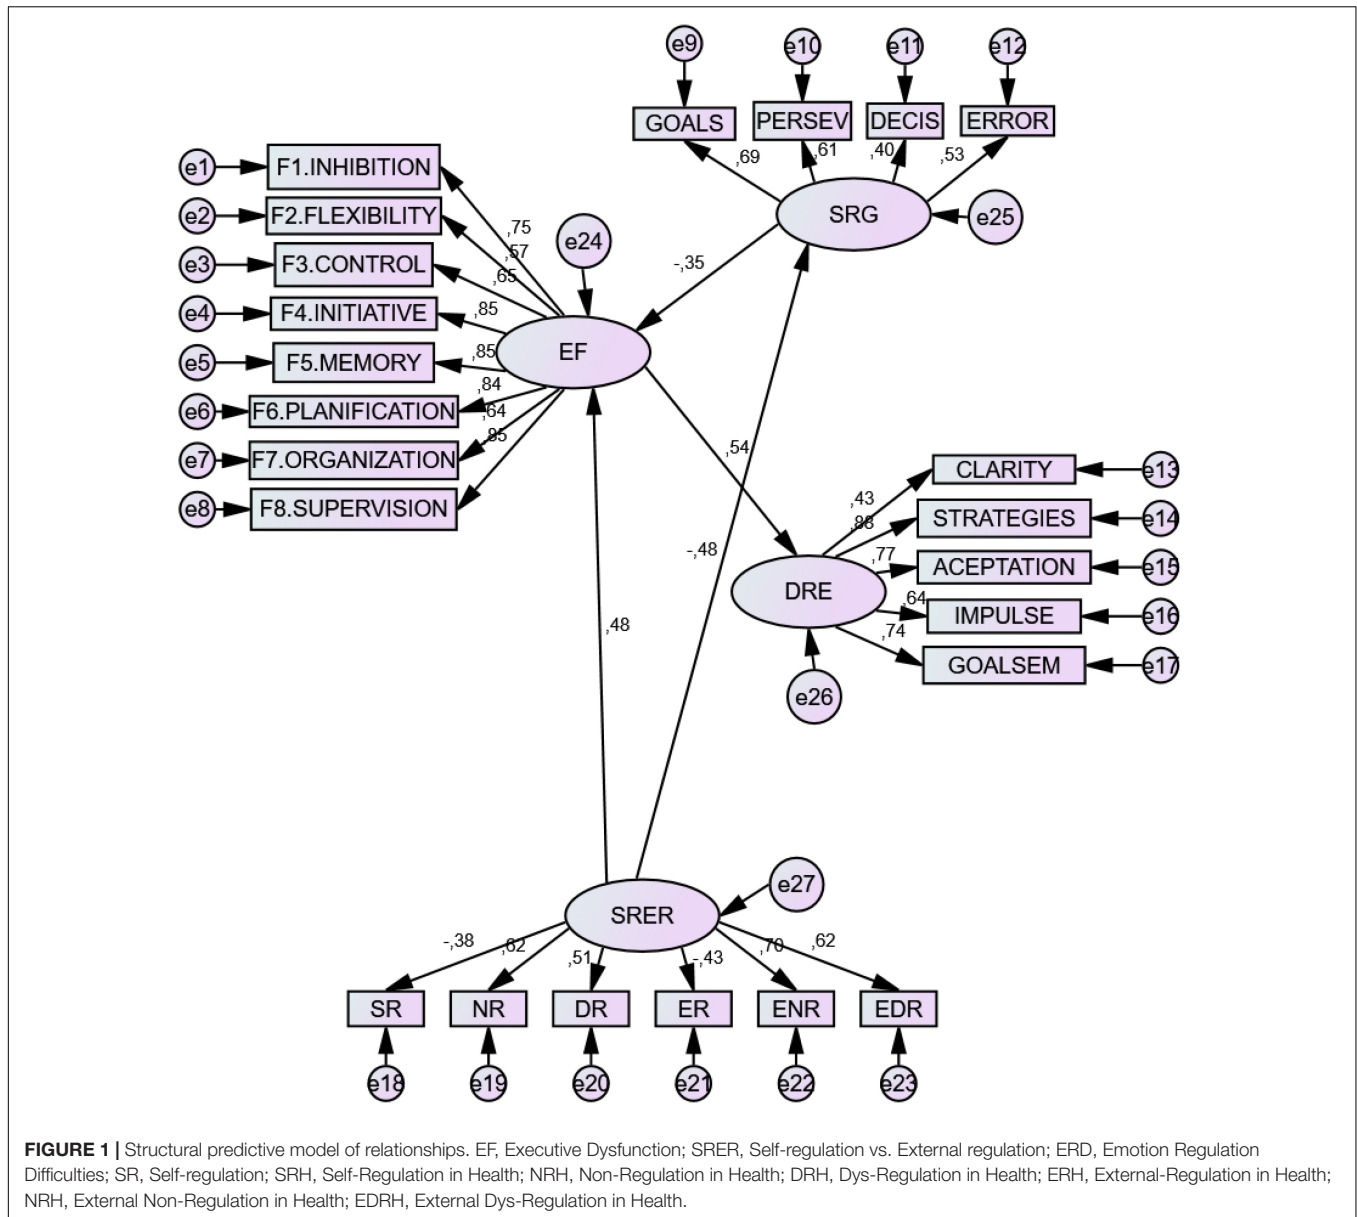 e9
e10
e11
e12
GOALS
PERSEV
DECIS
ERROR
,69
,61
,40
,53
SRG
e25
e1
F1.INHIBITION
e2
F2.FLEXIBILITY
e3
F3.CONTROL
e4
F4.INITIATIVE
e5
F5.MEMORY
e6
F6.PLANIFICATION
e7
F7.ORGANIZATION
e8
F8.SUPERVISION
,75
,57
,65
,85
,85
,84
,64
,85
e24
EF
-,35
,54
-,48
,48
CLARITY
e13
STRATEGIES
e14
ACEPTATION
e15
IMPULSE
e16
GOALSEM
e17
,43
,88
,77
,64
,74
DRE
e26
e27
SRER
-,38
,62
,51
-,43
,70
,62
SR
NR
DR
ER
ENR
EDR
e18
e19
e20
e21
e22
e23
FIGURE 1 | Structural predictive model of relationships. EF, Executive Dysfunction; SRER, Self-regulation vs. External regulation; ERD, Emotion Regulation
Difficulties; SR, Self-regulation; SRH, Self-Regulation in Health; NRH, Non-Regulation in Health; DRH, Dys-Regulation in Health; ERH, External-Regulation in Health;
NRH, External Non-Regulation in Health; EDRH, External Dys-Regulation in Health.